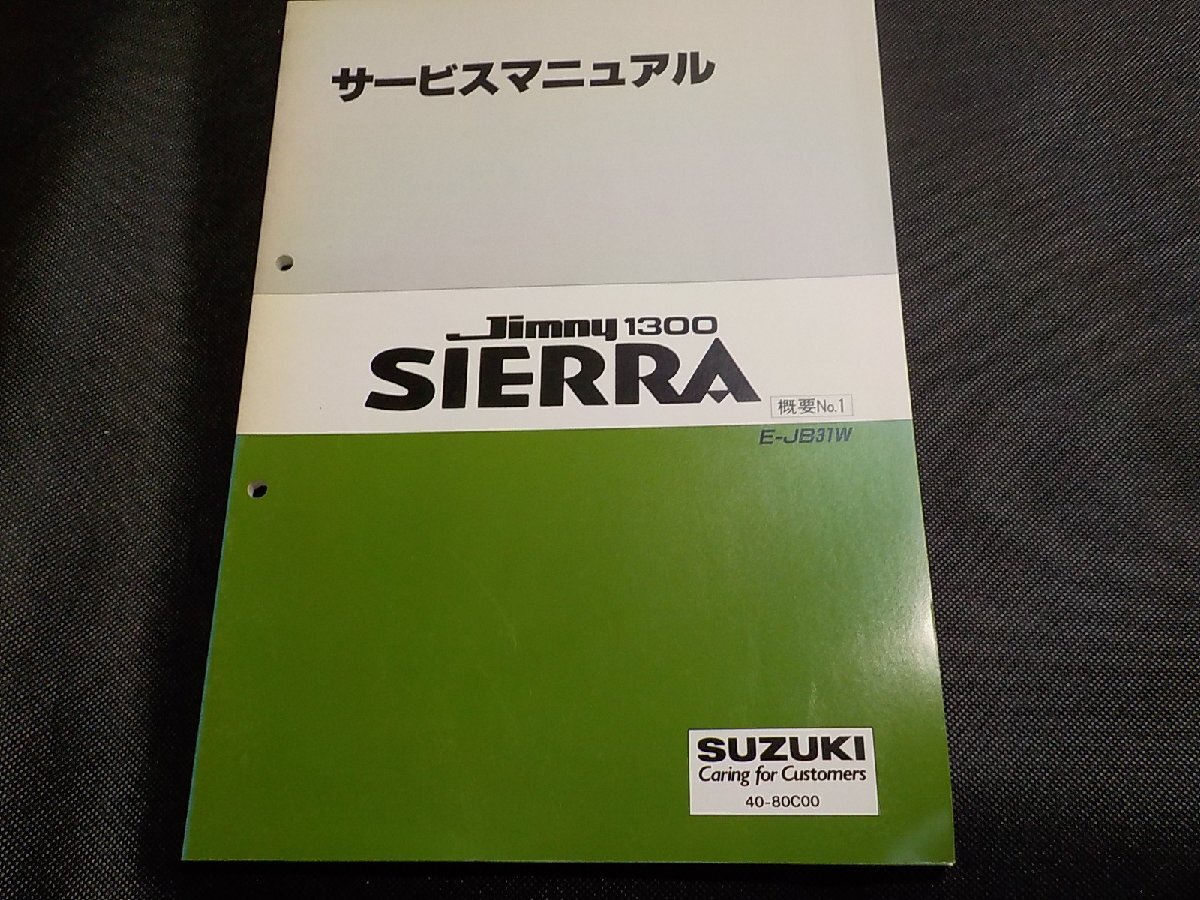 サービスマニュアル
Jimny 1300
SIERRA
概要No.1
E-JB31W
SUZUKI
Caring for Customers
40-80C00